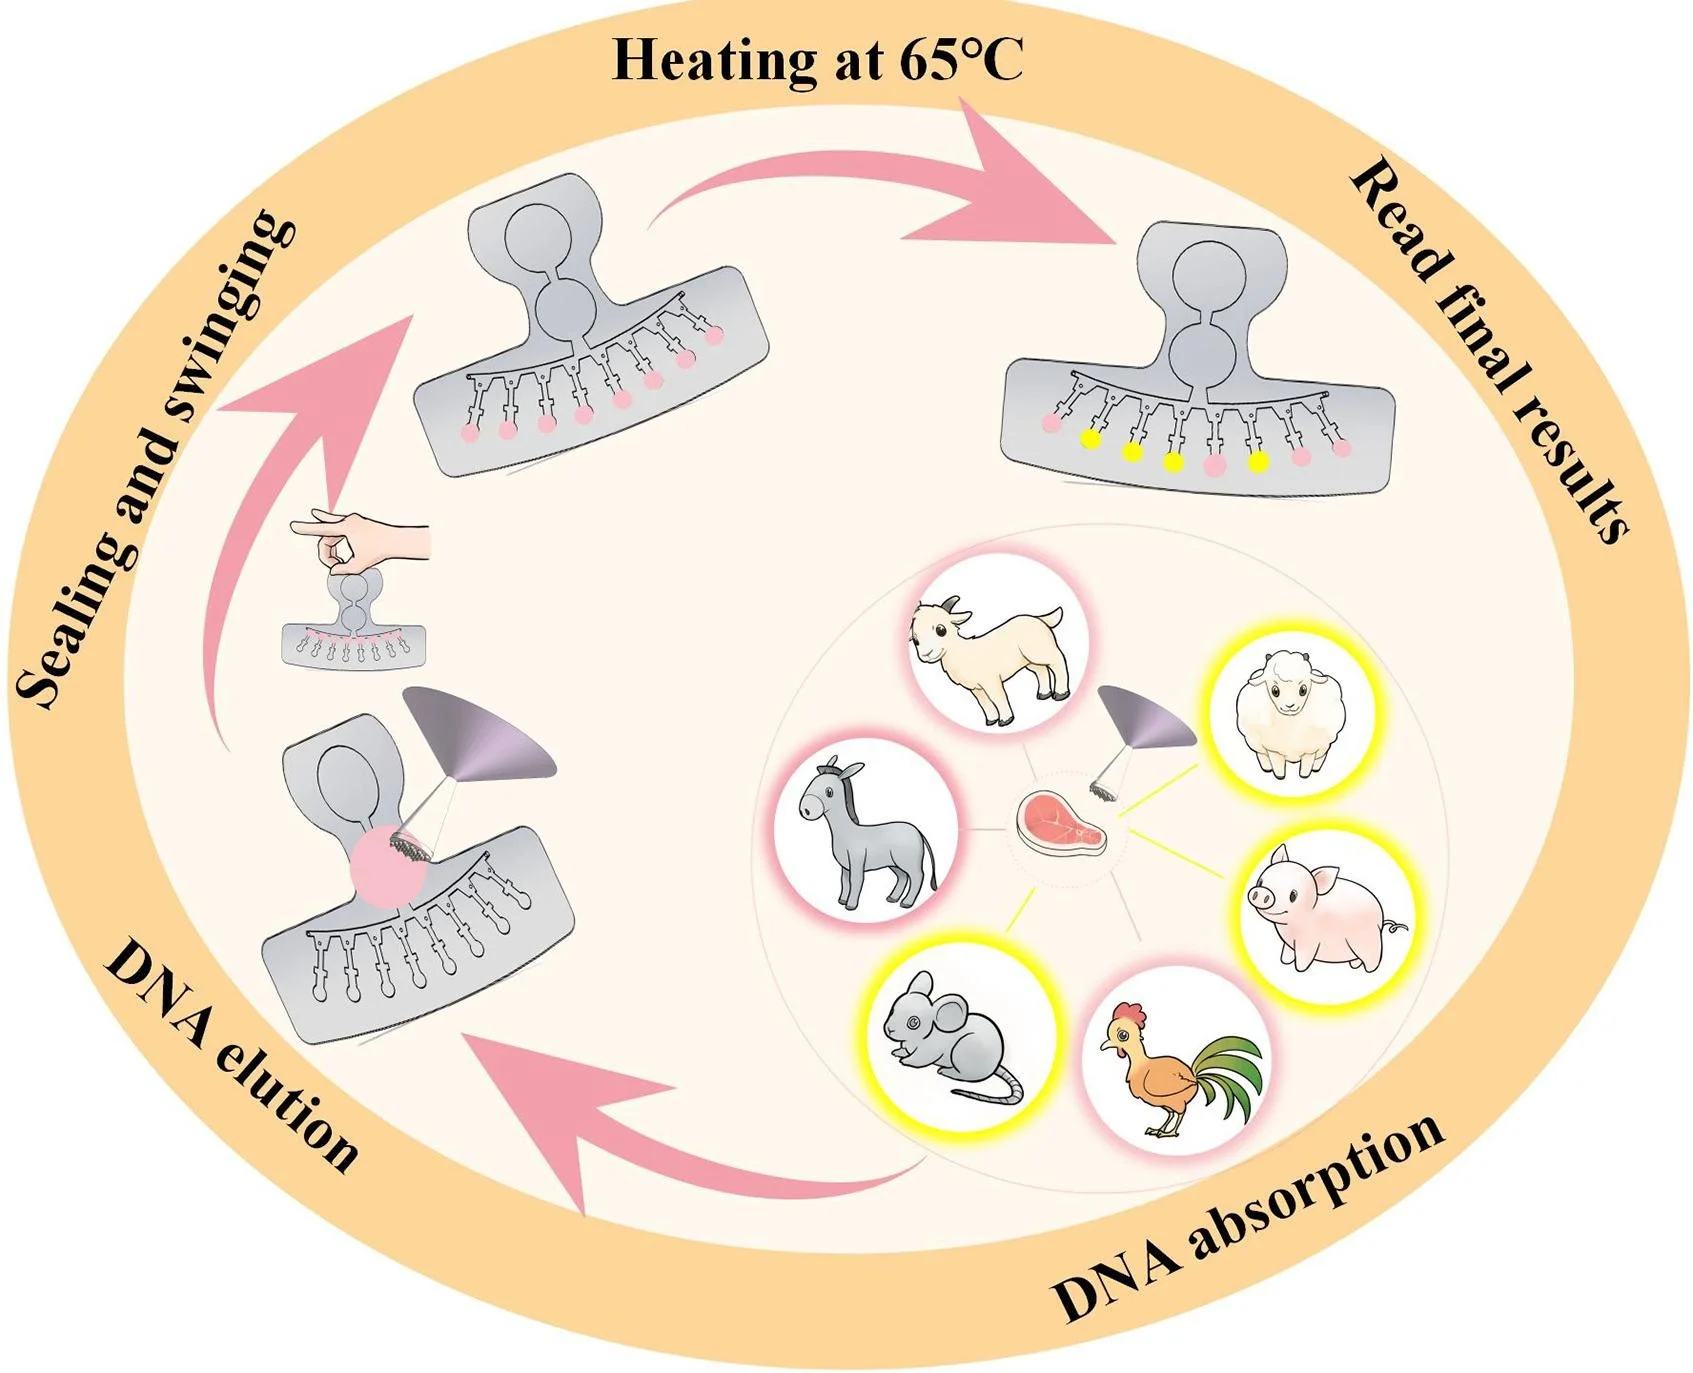 Heating at 65℃
Read final results
Sealing and swinging
DNA elution
DNA absorption